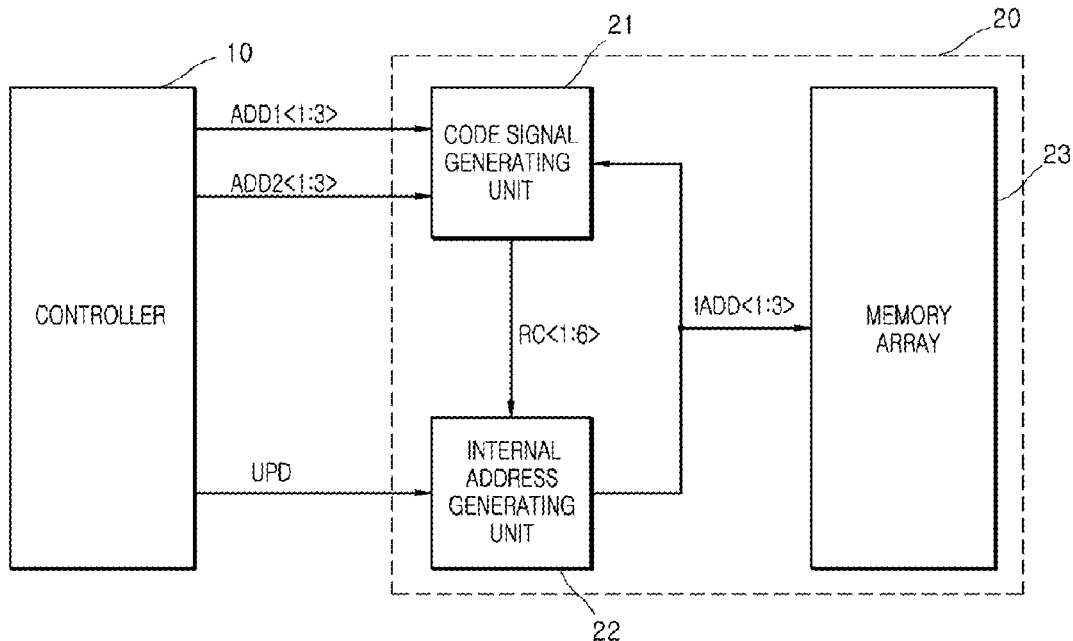 10
21
20
23
ADD1<1:3>
ADD2<1:3>
CODE SIGNAL
GENERATING
UNIT
CONTROLLER
RC<1:6>
IADD<1:3>
MEMORY
ARRAY
UPD
INTERNAL
ADDRESS
GENERATING
UNIT
22